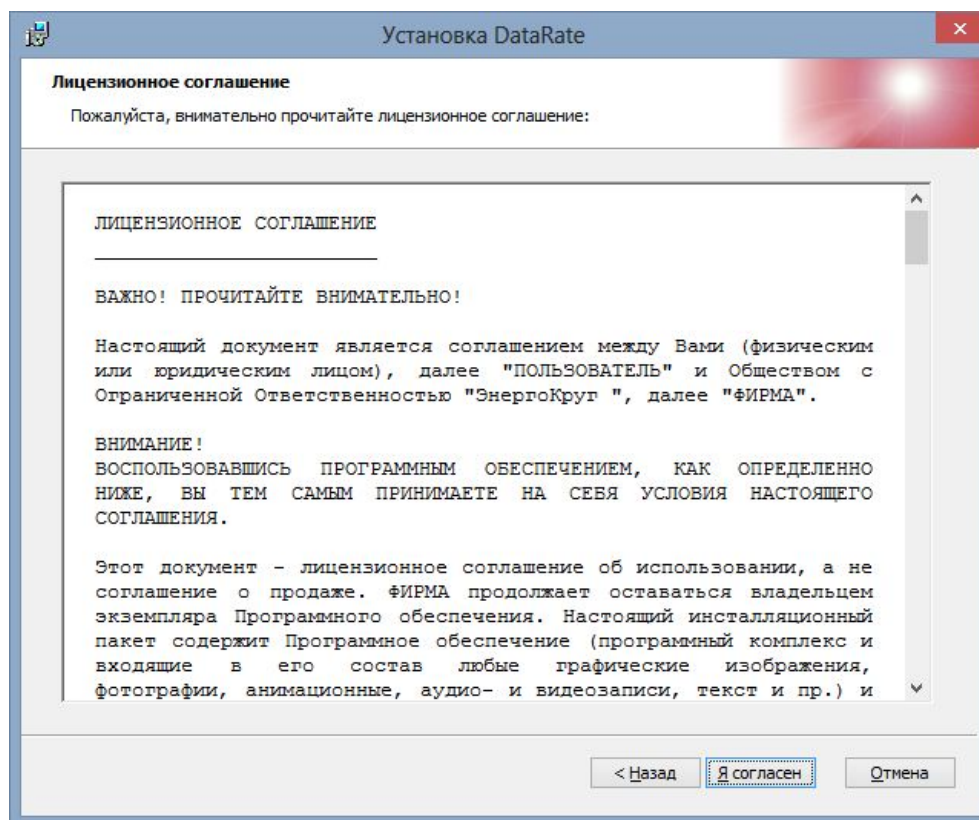 Установка DataRate
Лицензионное соглашение
Пожалуйста, внимательно прочитайте лицензионное соглашение:
ЛИЦЕНЗИОННОЕ СОГЛАШЕНИЕ
ВАЖНО! ПРОЧИТАЙТЕ ВНИМАТЕЛЬНО!
Настоящий документ является соглашением между Вами (физическим
или юридическим лицом), далее "ПОЛЬЗОВАТЕЛЬ" и Обществом с
Ограниченной Ответственностью "ЭнергоКруг ", далее "ФИРМА".
ВНИМАНИЕ!
ВОСПОЛЬЗОВАВШИСЬ ПРОГРАММНЫМ ОБЕСПЕЧЕНИЕМ, КАК ОПРЕДЕЛЕННО
НИЖЕ, ВЫ ТЕМ САМЫМ ПРИНИМАЕТЕ НА СЕБЯ УСЛОВИЯ НАСТОЯЩЕГО
СОГЛАШЕНИЯ.
Этот документ - лицензионное соглашение об использовании, а не
соглашение о продаже. ФИРМА продолжает оставаться владельцем
экземпляра Программного обеспечения. Настоящий инсталляционный
пакет содержит Программное обеспечение (программный комплекс и
входящие в его состав любые графические изображения,
фотографии, анимационные, аудио- и видеозаписи, текст и пр.) и
< Назад Я согласен Отмена